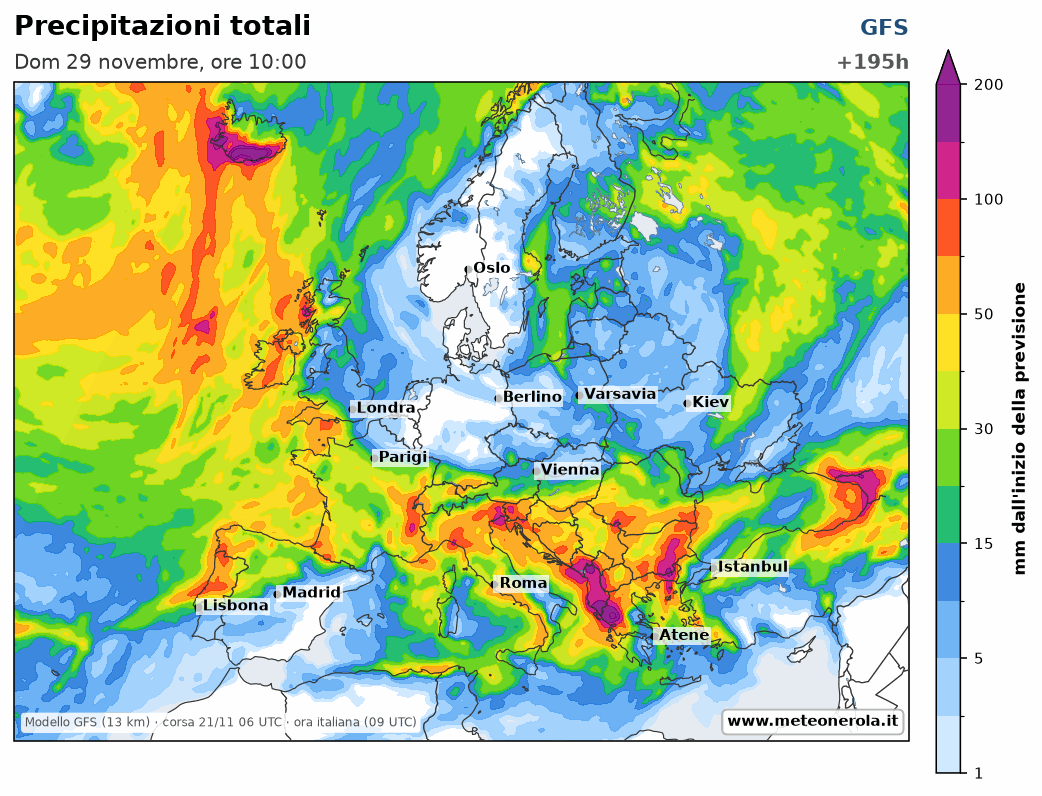 Precipitazioni totali
GFS
Dom 29 novembre, ore 10:00
+195h
200
100
50
30
15
5
1
mm dall'inizio della previsione
Oslo
Berlino
Varsavia
Kiev
Londra
Parigi
Vienna
Istanbul
Roma
Madrid
Lisbona
Atene
Modello GFS (13 km) · corsa 21/11 06 UTC · ora italiana (09 UTC)
www.meteonerola.it